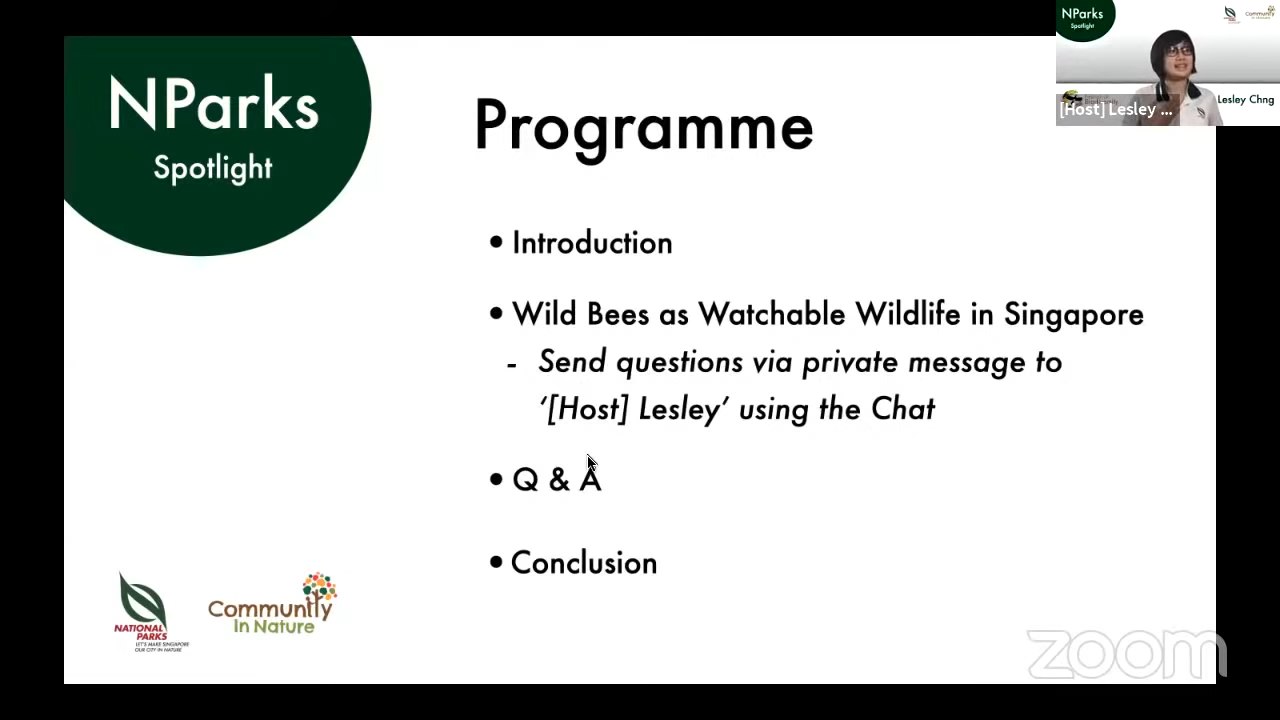 NParks
Spotlight
Programme
• Introduction
• Wild Bees as Watchable Wildlife in Singapore
- Send questions via private message to
‘[Host] Lesley’ using the Chat
• Q & A
• Conclusion
NATIONAL
PARKS
LET'S MAKE SINGAPORE
OUR CITY IN NATURE
Community
In Nature
NParks
Spotlight
Community
Lesley Chng
[Host] Lesley ...
zoom